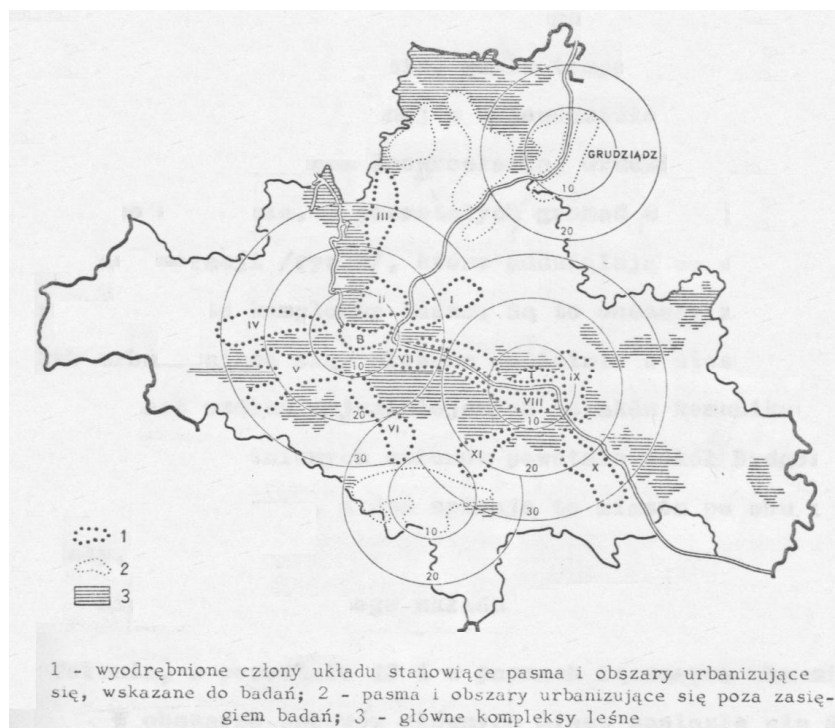 GRUDZIĄDZ
10
20
III
II
I
IV
B
VII
V
10
T
IX
VIII
20
10
VI
XI
X
30
20
30
10
20
1
2
3
1 - wyodrębnione człony układu stanowiące pasma i obszary urbanizujące
się, wskazane do badań; 2 - pasma i obszary urbanizujące się poza zasię-
giem badań; 3 - główne kompleksy leśne